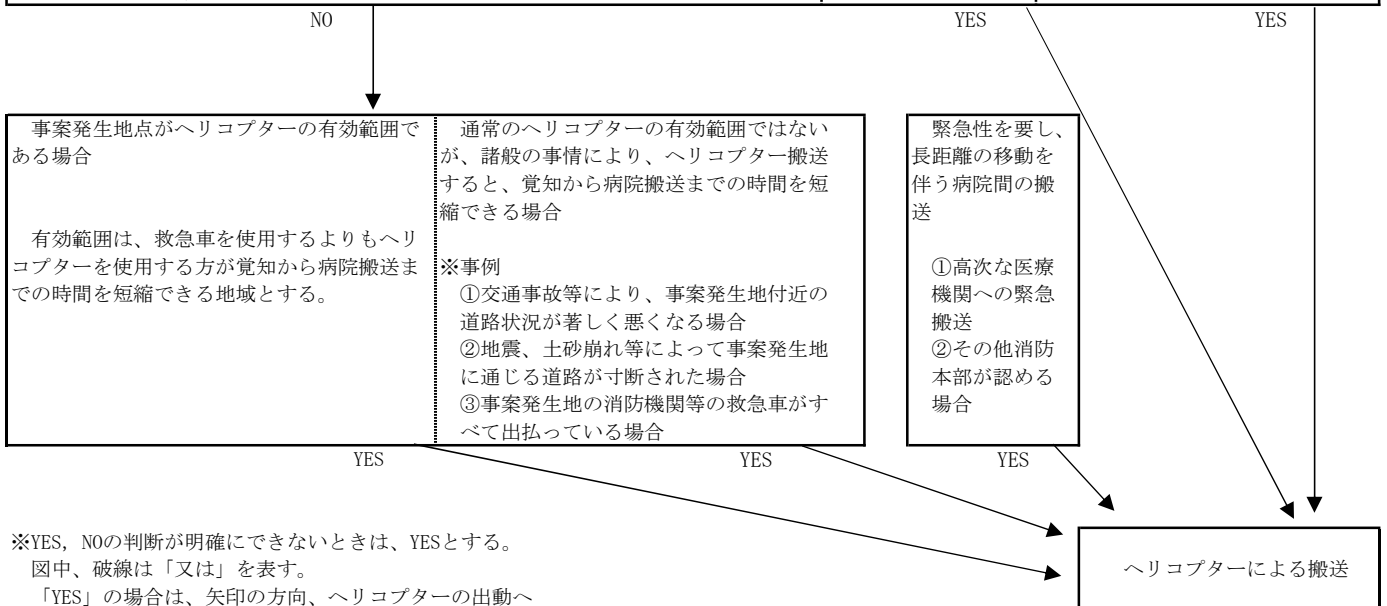 NO
YES
YES
事案発生地点がヘリコプターの有効範囲で
ある場合
有効範囲は、救急車を使用するよりもヘリ
コプターを使用する方が覚知から病院搬送ま
での時間を短縮できる地域とする。
通常のヘリコプターの有効範囲ではない
が、諸般の事情により、ヘリコプター搬送
すると、覚知から病院搬送までの時間を短
縮できる場合
※事例
①交通事故等により、事案発生地付近の
道路状況が著しく悪くなる場合
②地震、土砂崩れ等によって事案発生地
に通じる道路が寸断された場合
③事案発生地の消防機関等の救急車がす
べて出払っている場合
緊急性を要し、
長距離の移動を
伴う病院間の搬
送
①高次な医療
機関への緊急
搬送
②その他消防
本部が認める
場合
YES
YES
YES
※YES, NOの判断が明確にできないときは、YESとする。
図中、破線は「又は」を表す。
「YES」の場合は、矢印の方向、ヘリコプターの出動へ
ヘリコプターによる搬送